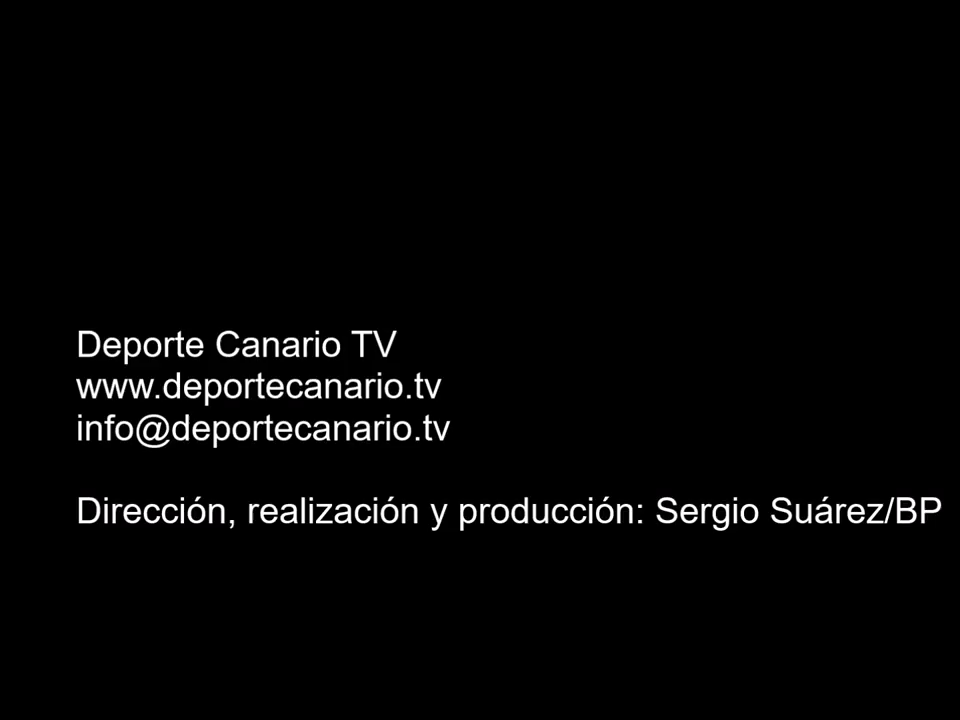 Deporte Canario TV
www.deportecanario.tv
info@deportecanario.tv
Dirección, realización y producción: Sergio Suárez/BP